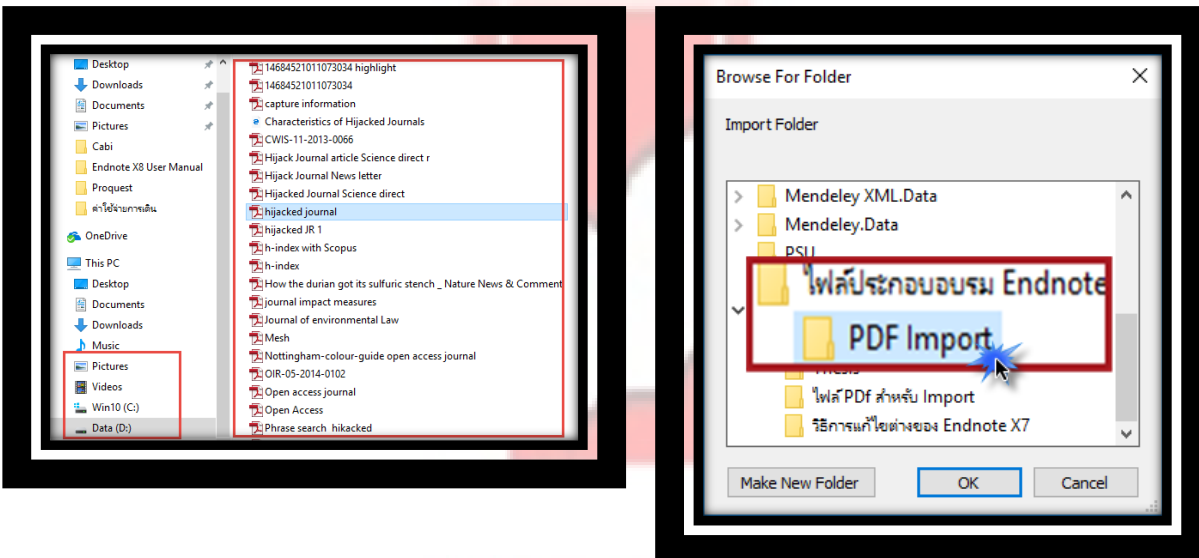 Desktop
Downloads
Documents
Pictures
Cabi
Endnote X8 User Manual
Proquest
ค่าใช้จ่ายการเดิน
OneDrive
This PC
Desktop
Documents
Downloads
Music
Pictures
Videos
Win10 (C:)
Data (D:)
14684521011073034 highlight
14684521011073034
capture information
Characteristics of Hijacked Journals
CWIS-11-2013-0066
Hijack Journal article Science direct r
Hijack Journal News letter
Hijacked Journal Science direct
hijacked journal
hijacked JR 1
h-index with Scopus
h-index
How the durian got its sulfuric stench _ Nature News & Comment
journal impact measures
Journal of environmental Law
Mesh
Nottingham-colour-guide open access journal
OIR-05-2014-0102
Open access journal
Open Access
Phrase search hikacked
Browse For Folder
Import Folder
Mendeley XML.Data
Mendeley.Data
PSU
ไฟล์ประกอบอบรม Endnote
PDF Import
Thesis
ไฟล์ PDf สำหรับ Import
วิธีการแก้ไขต่างของ Endnote X7
Make New Folder
OK
Cancel